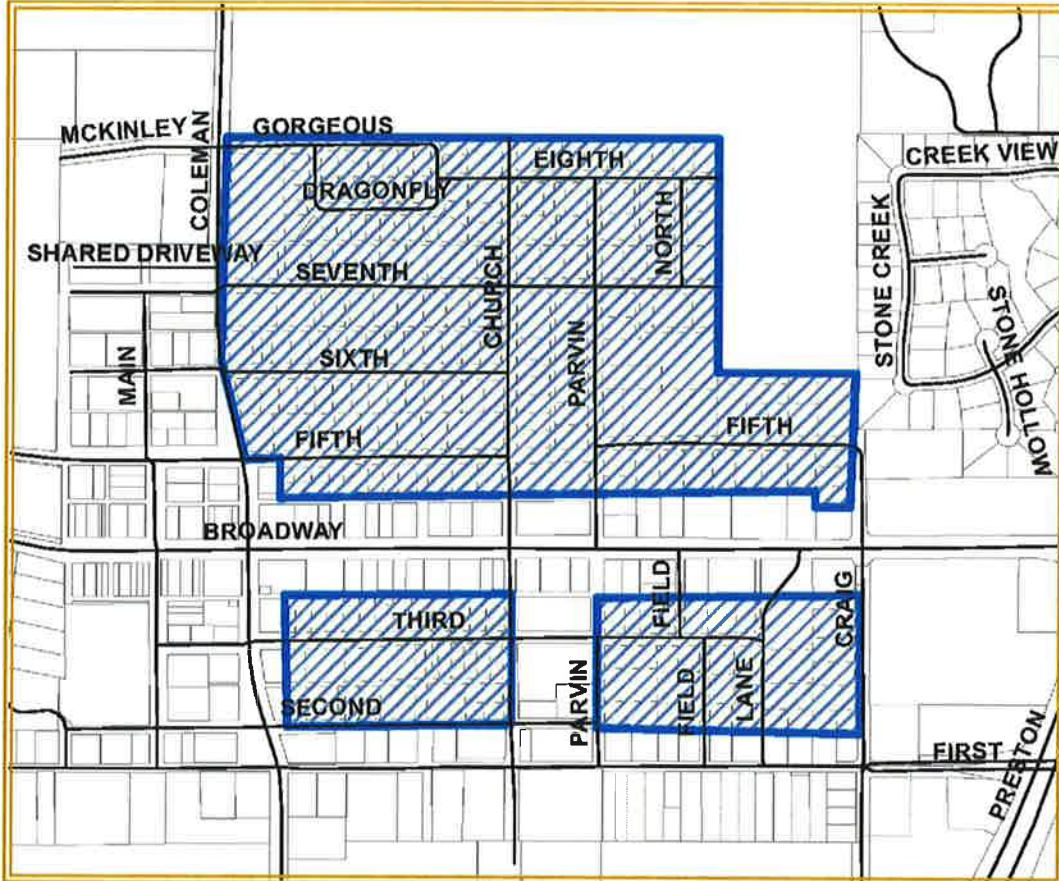 MCKINLEY
GORGEOUS
COLEMAN
EIGHTH
CREEK VIEW
DRAGONFLY
NORTH
SHARED DRIVEWAY
SEVENTH
CHURCH
STONE CREEK
STONE HOLLOW
MAIN
SIXTH
PARVIN
FIFTH
FIFTH
BROADWAY
FIELD
CRAIG
THIRD
SECOND
PARVIN
FIELD
LANE
FIRST
PRESTON